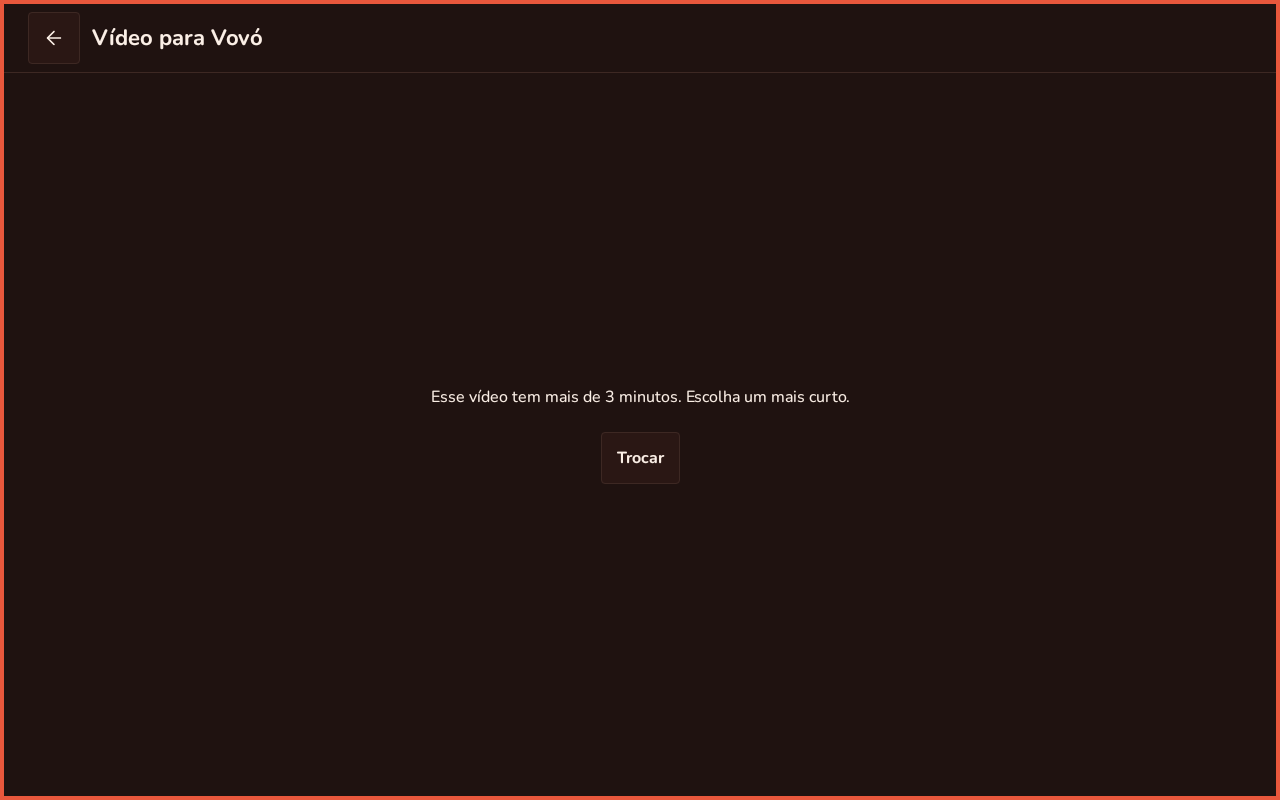 Vídeo para Vovó
Esse vídeo tem mais de 3 minutos. Escolha um mais curto.
Trocar